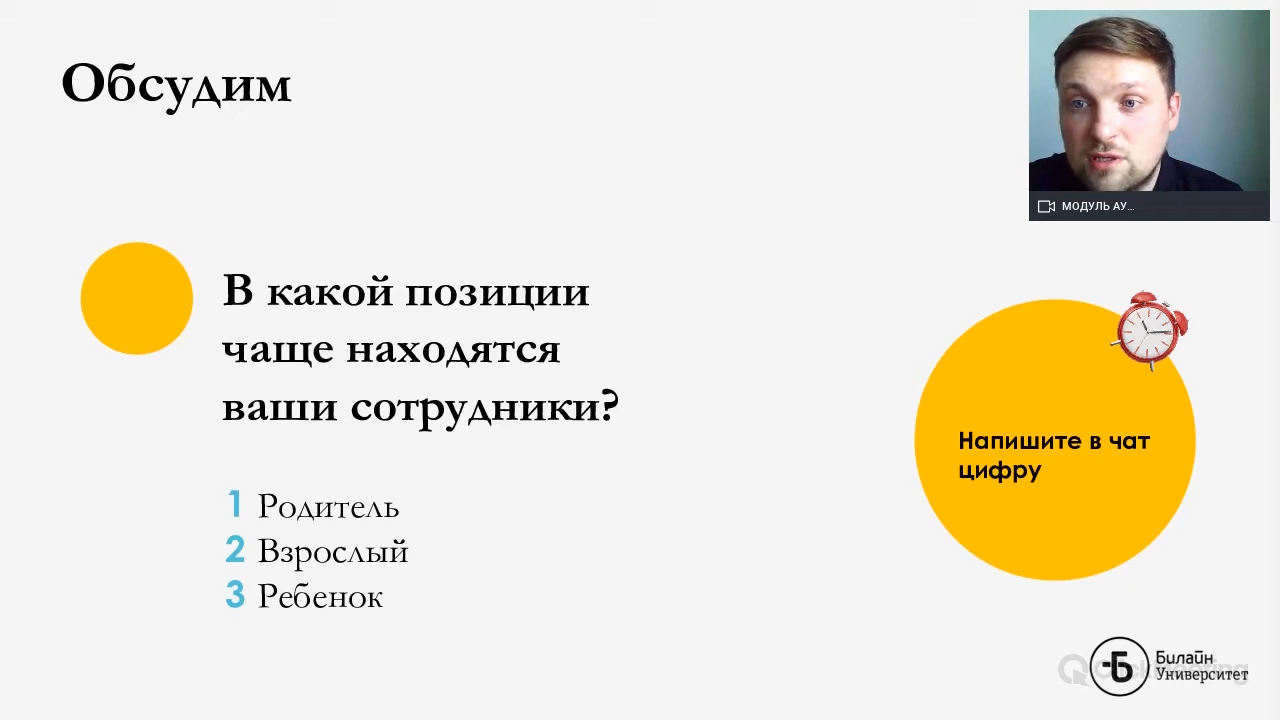 Обсудим
МОДУЛЬ АУ...
В какой позиции
чаще находятся
ваши сотрудники?
Напишите в чат
цифру
1 Родитель
2 Взрослый
3 Ребенок
-Б
Билайн
Университет